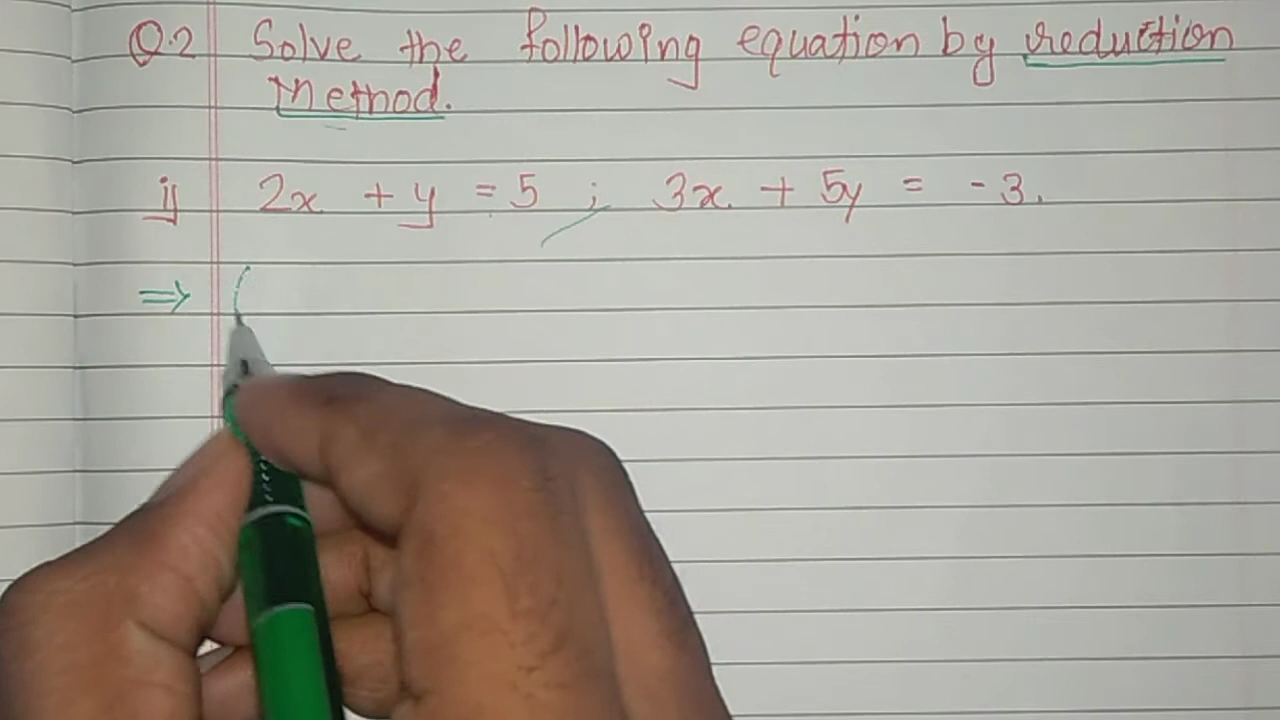 Q.2 Solve the following equation by reduction
Method.
i] 2x + y = 5 ; 3x + 5y = -3.
⇒ (